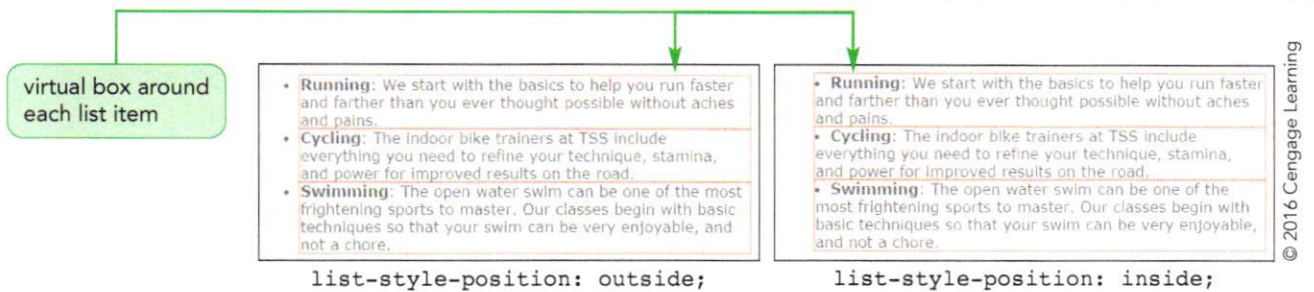 virtual box around
each list item
• Running: We start with the basics to help you run faster
and farther than you ever thought possible without aches
and pains.
• Cycling: The indoor bike trainers at TSS include
everything you need to refine your technique, stamina,
and power for improved results on the road.
• Swimming: The open water swim can be one of the most
frightening sports to master. Our classes begin with basic
techniques so that your swim can be very enjoyable, and
not a chore.
list-style-position: outside;
• Running: We start with the basics to help you run faster
and farther than you ever thought possible without aches
and pains.
• Cycling: The indoor bike trainers at TSS include
everything you need to refine your technique, stamina,
and power for improved results on the road.
• Swimming: The open water swim can be one of the
most frightening sports to master. Our classes begin with
basic techniques so that your swim can be very enjoyable,
and not a chore.
list-style-position: inside;
© 2016 Cengage Learning